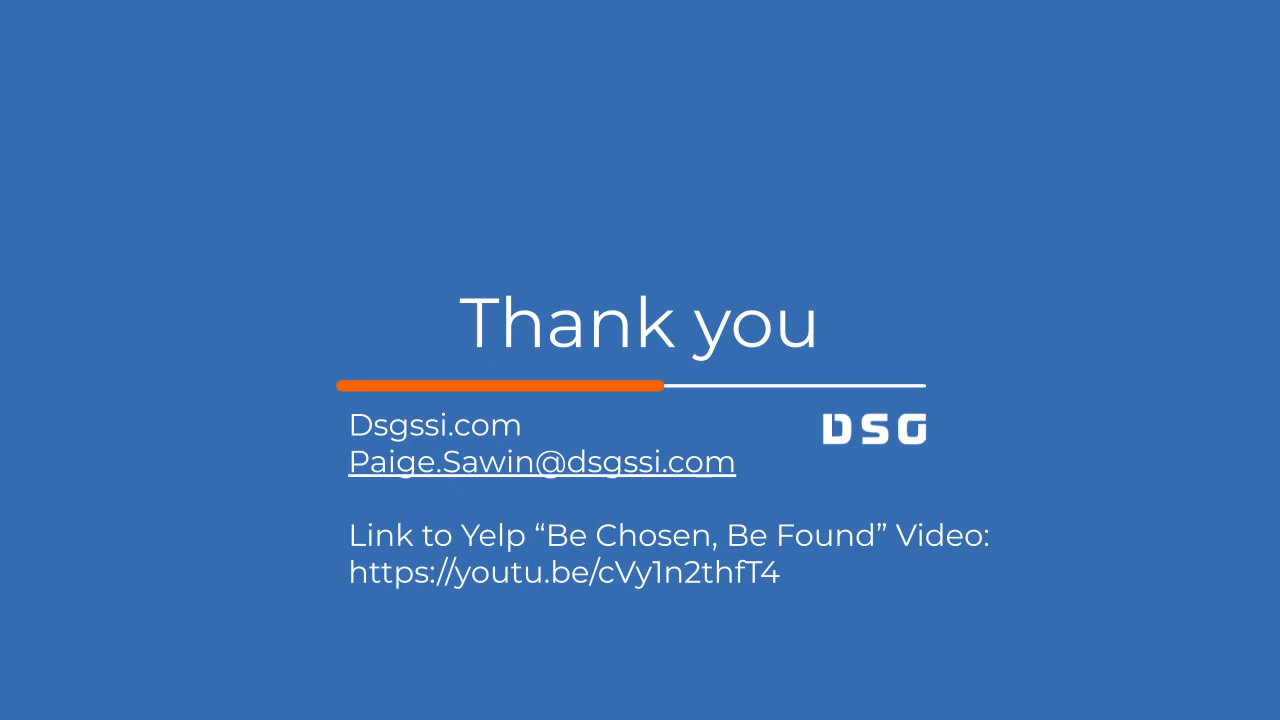 Thank you
Dsgssi.com
DSG
Paige.Sawin@dsgssi.com
Link to Yelp “Be Chosen, Be Found” Video:
https://youtu.be/cVy1n2thfT4